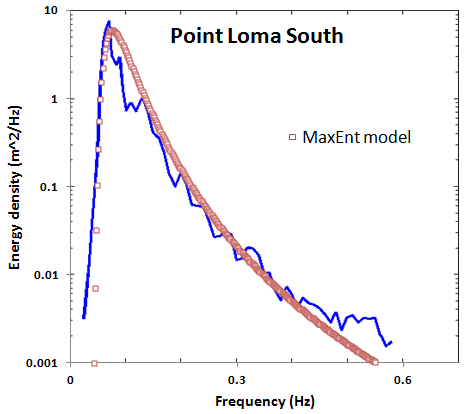 Point Loma South
MaxEnt model
Energy density (m^2/Hz)
10
1
0.1
0.01
0.001
0
0.3
0.6
Frequency (Hz)